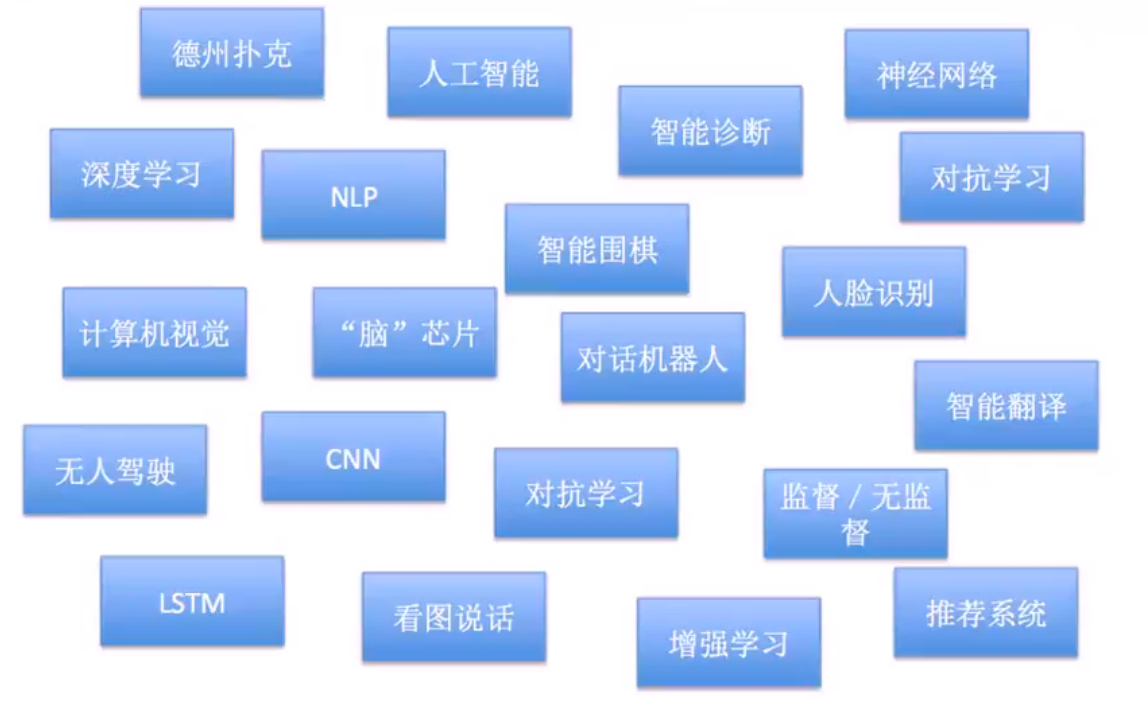 德州扑克
人工智能
神经网络
智能诊断
深度学习
NLP
对抗学习
智能围棋
人脸识别
计算机视觉
“脑”芯片
对话机器人
智能翻译
无人驾驶
CNN
对抗学习
监督/无监
督
LSTM
看图说话
增强学习
推荐系统